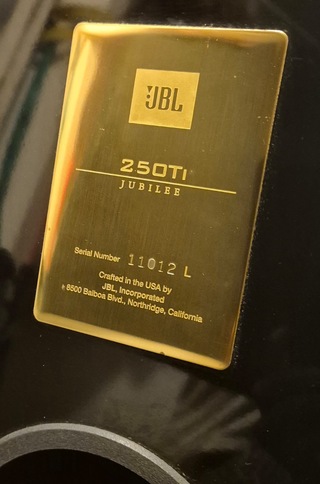 JBL
250Ti
JUBILEE
Serial Number 11012 L
Crafted in the USA by
JBL, Incorporated
8500 Balboa Blvd., Northridge, California